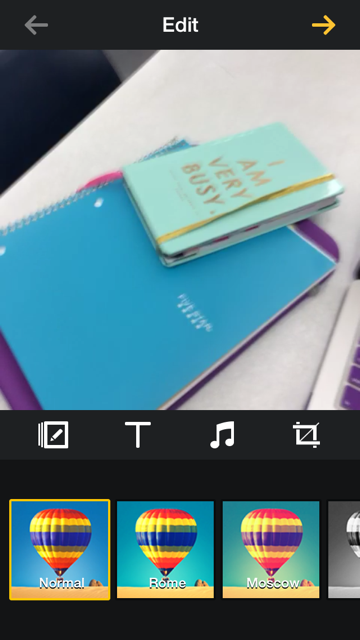 Edit
I
AM
VERY
BUSY.
Normal
Rome
Moscow